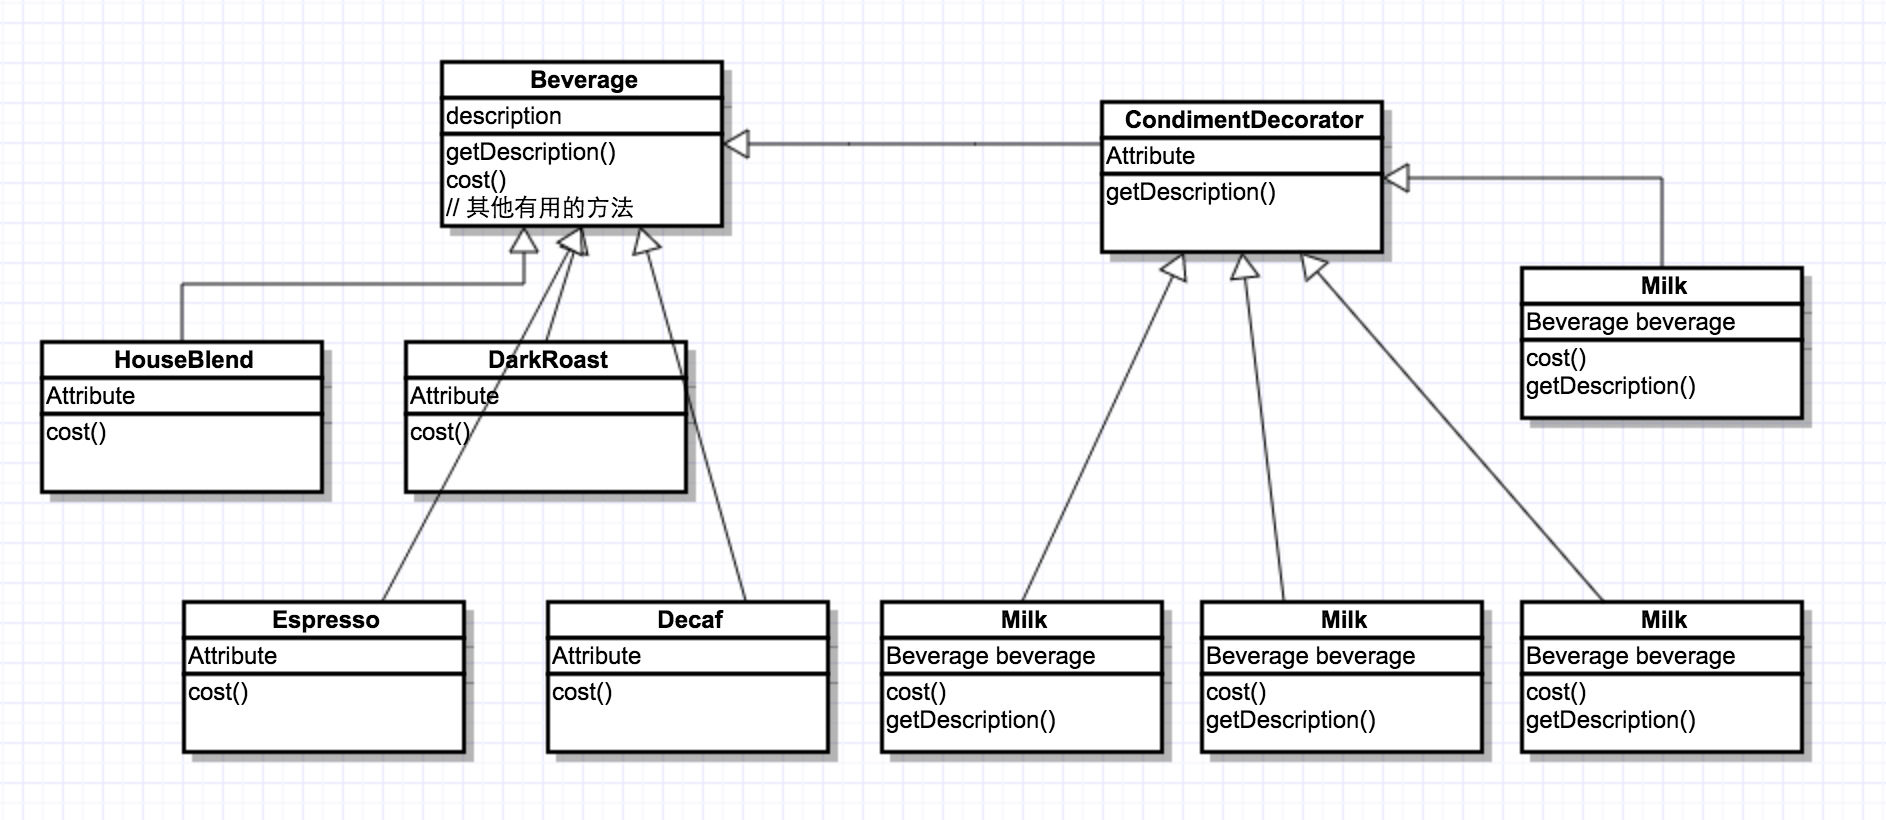 Beverage
description
getDescription()
cost()
// 其他有用的方法
CondimentDecorator
Attribute
getDescription()
Milk
Beverage beverage
cost()
getDescription()
HouseBlend
Attribute
cost()
DarkRoast
Attribute
cost()
Espresso
Attribute
cost()
Decaf
Attribute
cost()
Milk
Beverage beverage
cost()
getDescription()
Milk
Beverage beverage
cost()
getDescription()
Milk
Beverage beverage
cost()
getDescription()